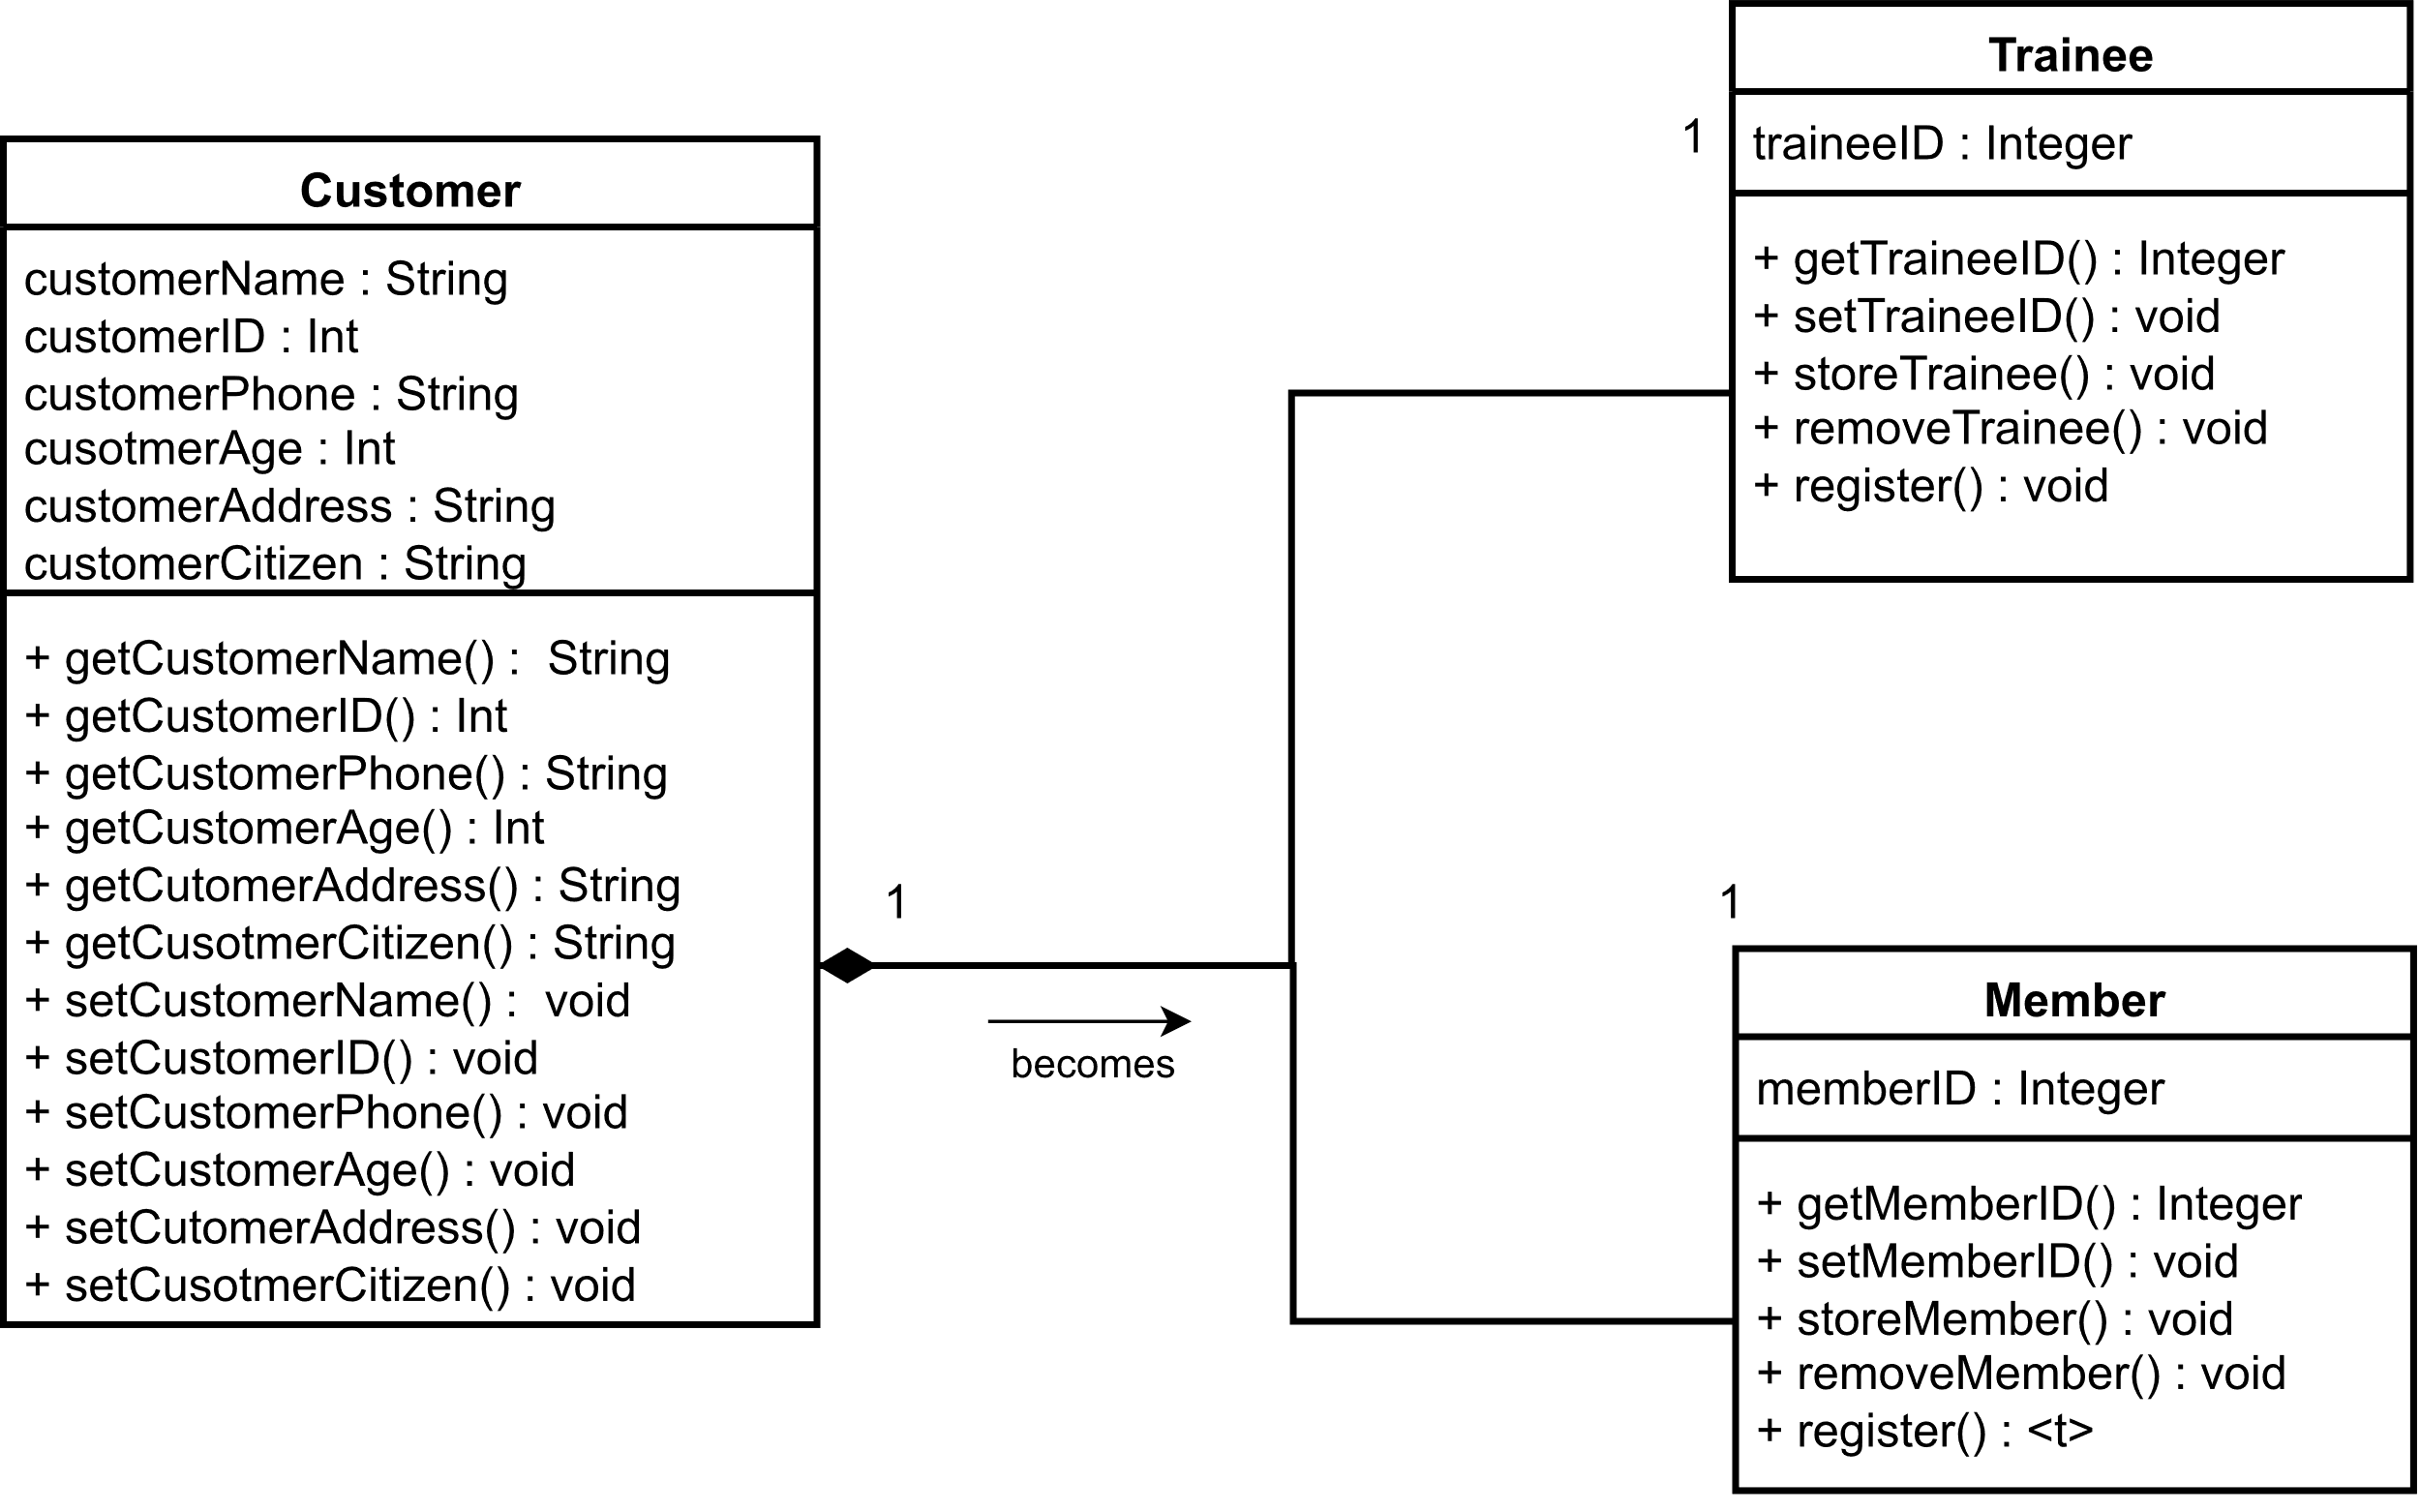 Customer
customerName : String
customerID : Int
customerPhone : String
cusotmerAge : Int
customerAddress : String
customerCitizen : String
+ getCustomerName() :  String
+ getCustomerID() : Int
+ getCustomerPhone() : String
+ getCustomerAge() : Int
+ getCutomerAddress() : String
+ getCusotmerCitizen() : String
+ setCustomerName() :  void
+ setCustomerID() : void
+ setCustomerPhone() : void
+ setCustomerAge() : void
+ setCutomerAddress() : void
+ setCusotmerCitizen() : void
1
becomes
1
Trainee
traineeID : Integer
+ getTraineeID() : Integer
+ setTraineeID() : void
+ storeTrainee() : void
+ removeTrainee() : void
+ register() : void
1
Member
memberID : Integer
+ getMemberID() : Integer
+ setMemberID() : void
+ storeMember() : void
+ removeMember() : void
+ register() : <t>